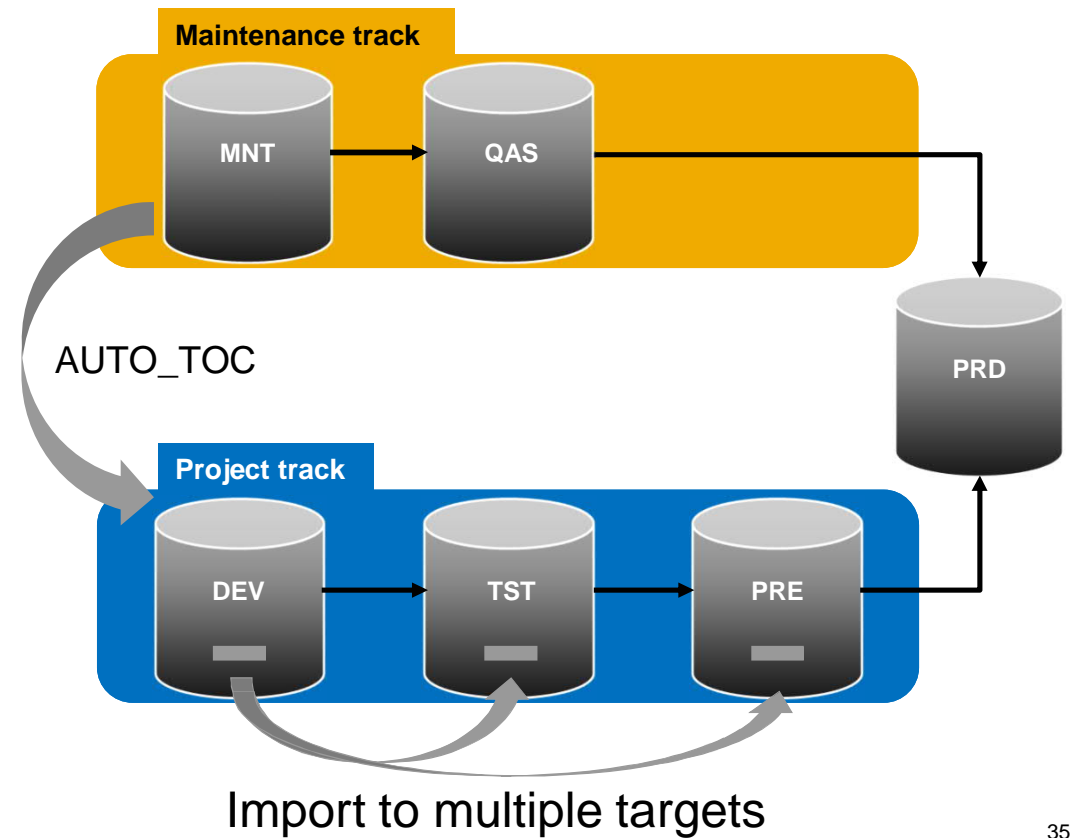 Maintenance track
MNT
QAS
AUTO_TOC
PRD
Project track
DEV
TST
PRE
Import to multiple targets
35